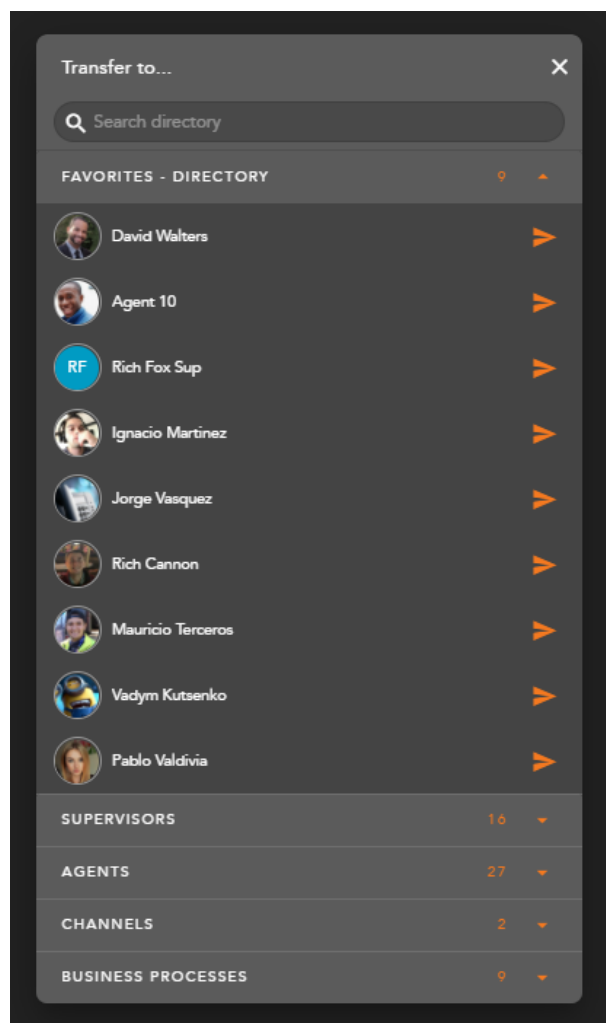 Transfer to...
Search directory
FAVORITES - DIRECTORY 9
David Walters
Agent 10
RF Rich Fox Sup
Ignacio Martinez
Jorge Vasquez
Rich Cannon
Mauricio Terceros
Vadym Kutsenko
Pablo Valdivia
SUPERVISORS 16
AGENTS 27
CHANNELS 2
BUSINESS PROCESSES 9